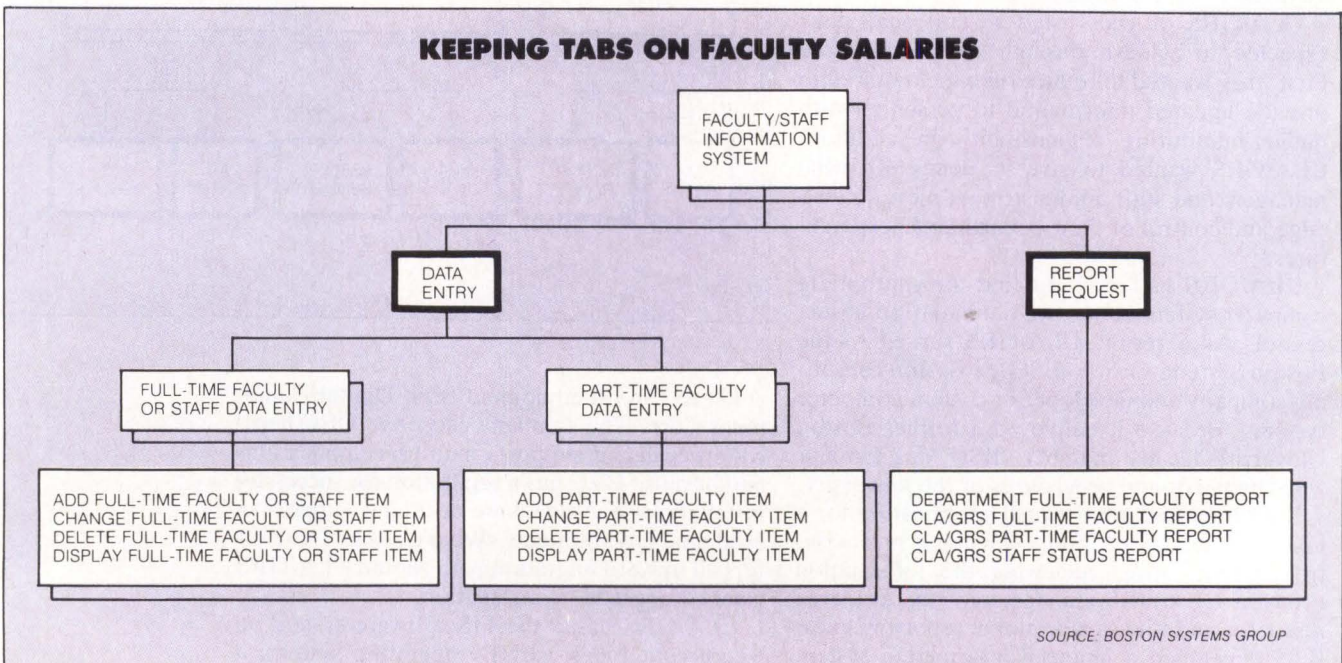 KEEPING TABS ON FACULTY SALARIES
FACULTY/STAFF
INFORMATION
SYSTEM
DATA
ENTRY
REPORT
REQUEST
FULL-TIME FACULTY
OR STAFF DATA ENTRY
PART-TIME FACULTY
DATA ENTRY
ADD FULL-TIME FACULTY OR STAFF ITEM
CHANGE FULL-TIME FACULTY OR STAFF ITEM
DELETE FULL-TIME FACULTY OR STAFF ITEM
DISPLAY FULL-TIME FACULTY OR STAFF ITEM
ADD PART-TIME FACULTY ITEM
CHANGE PART-TIME FACULTY ITEM
DELETE PART-TIME FACULTY ITEM
DISPLAY PART-TIME FACULTY ITEM
DEPARTMENT FULL-TIME FACULTY REPORT
CLA/GRS FULL-TIME FACULTY REPORT
CLA/GRS PART-TIME FACULTY REPORT
CLA/GRS STAFF STATUS REPORT
SOURCE: BOSTON SYSTEMS GROUP